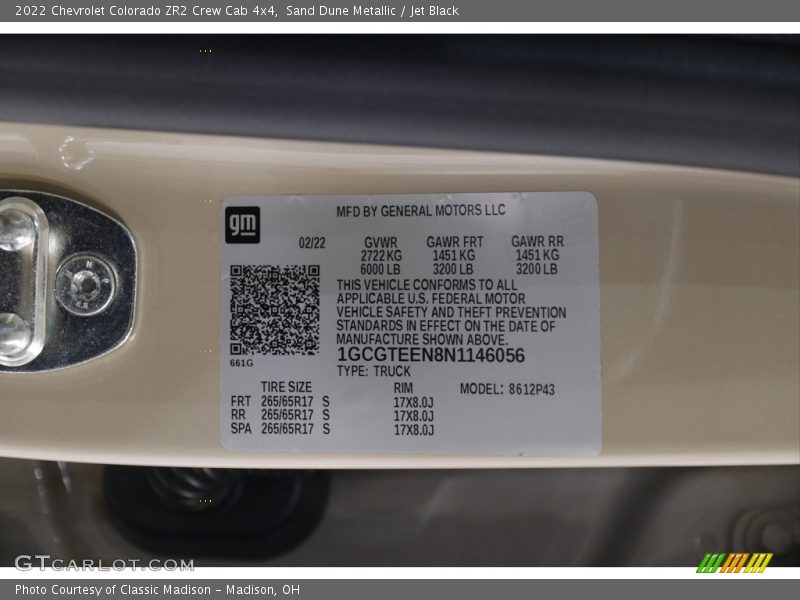 2022 Chevrolet Colorado ZR2 Crew Cab 4x4, Sand Dune Metallic / Jet Black
gm
MFD BY GENERAL MOTORS LLC
02/22 GVWR GAWR FRT GAWR RR
2722 KG 1451 KG 1451 KG
6000 LB 3200 LB 3200 LB
THIS VEHICLE CONFORMS TO ALL
APPLICABLE U.S. FEDERAL MOTOR
VEHICLE SAFETY AND THEFT PREVENTION
STANDARDS IN EFFECT ON THE DATE OF
MANUFACTURE SHOWN ABOVE.
661G
1GCGTEEN8N1146056
TYPE: TRUCK
TIRE SIZE RIM MODEL: 8612P43
FRT 265/65R17 S 17X8.0J
RR 265/65R17 S 17X8.0J
SPA 265/65R17 S 17X8.0J
GTCARLOT.COM
Photo Courtesy of Classic Madison - Madison, OH